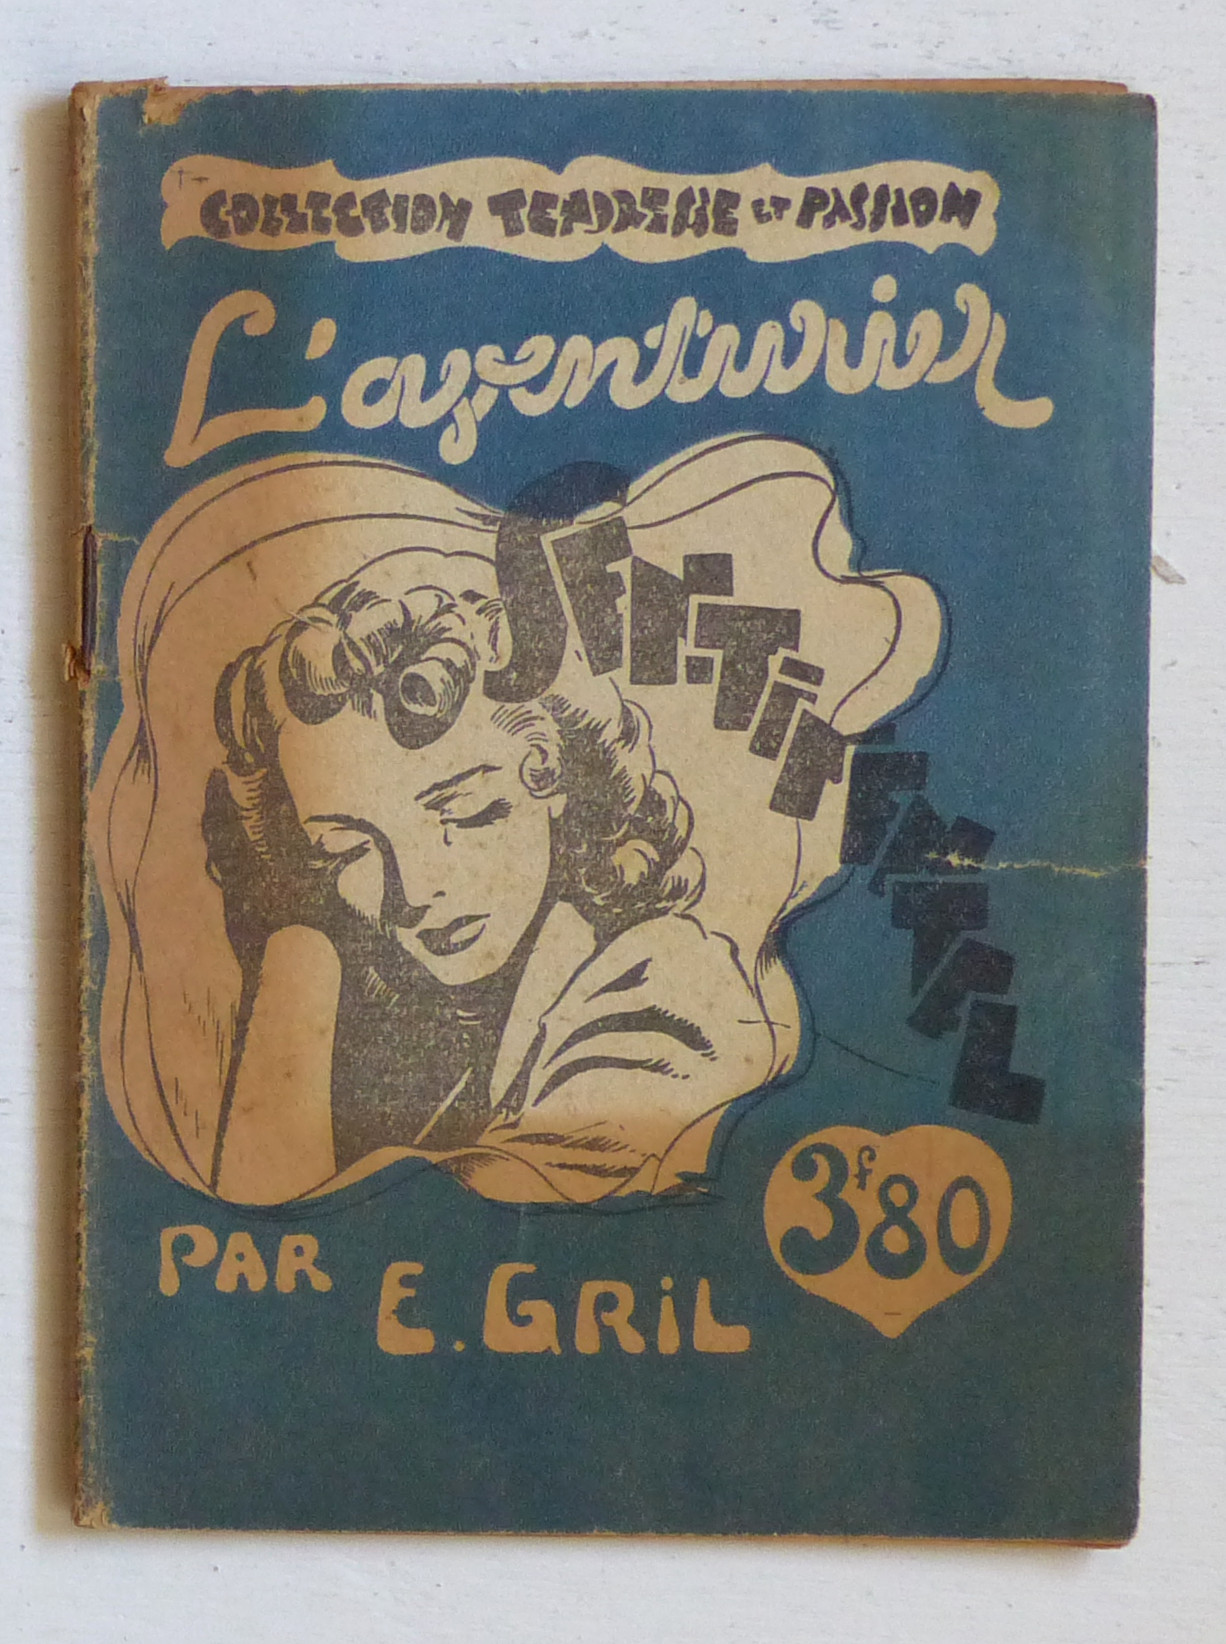 COLLECTION TENDRESSE ET PASSION
L'aventurier
SENTIMENTAL
PAR E. GRIL
3f80